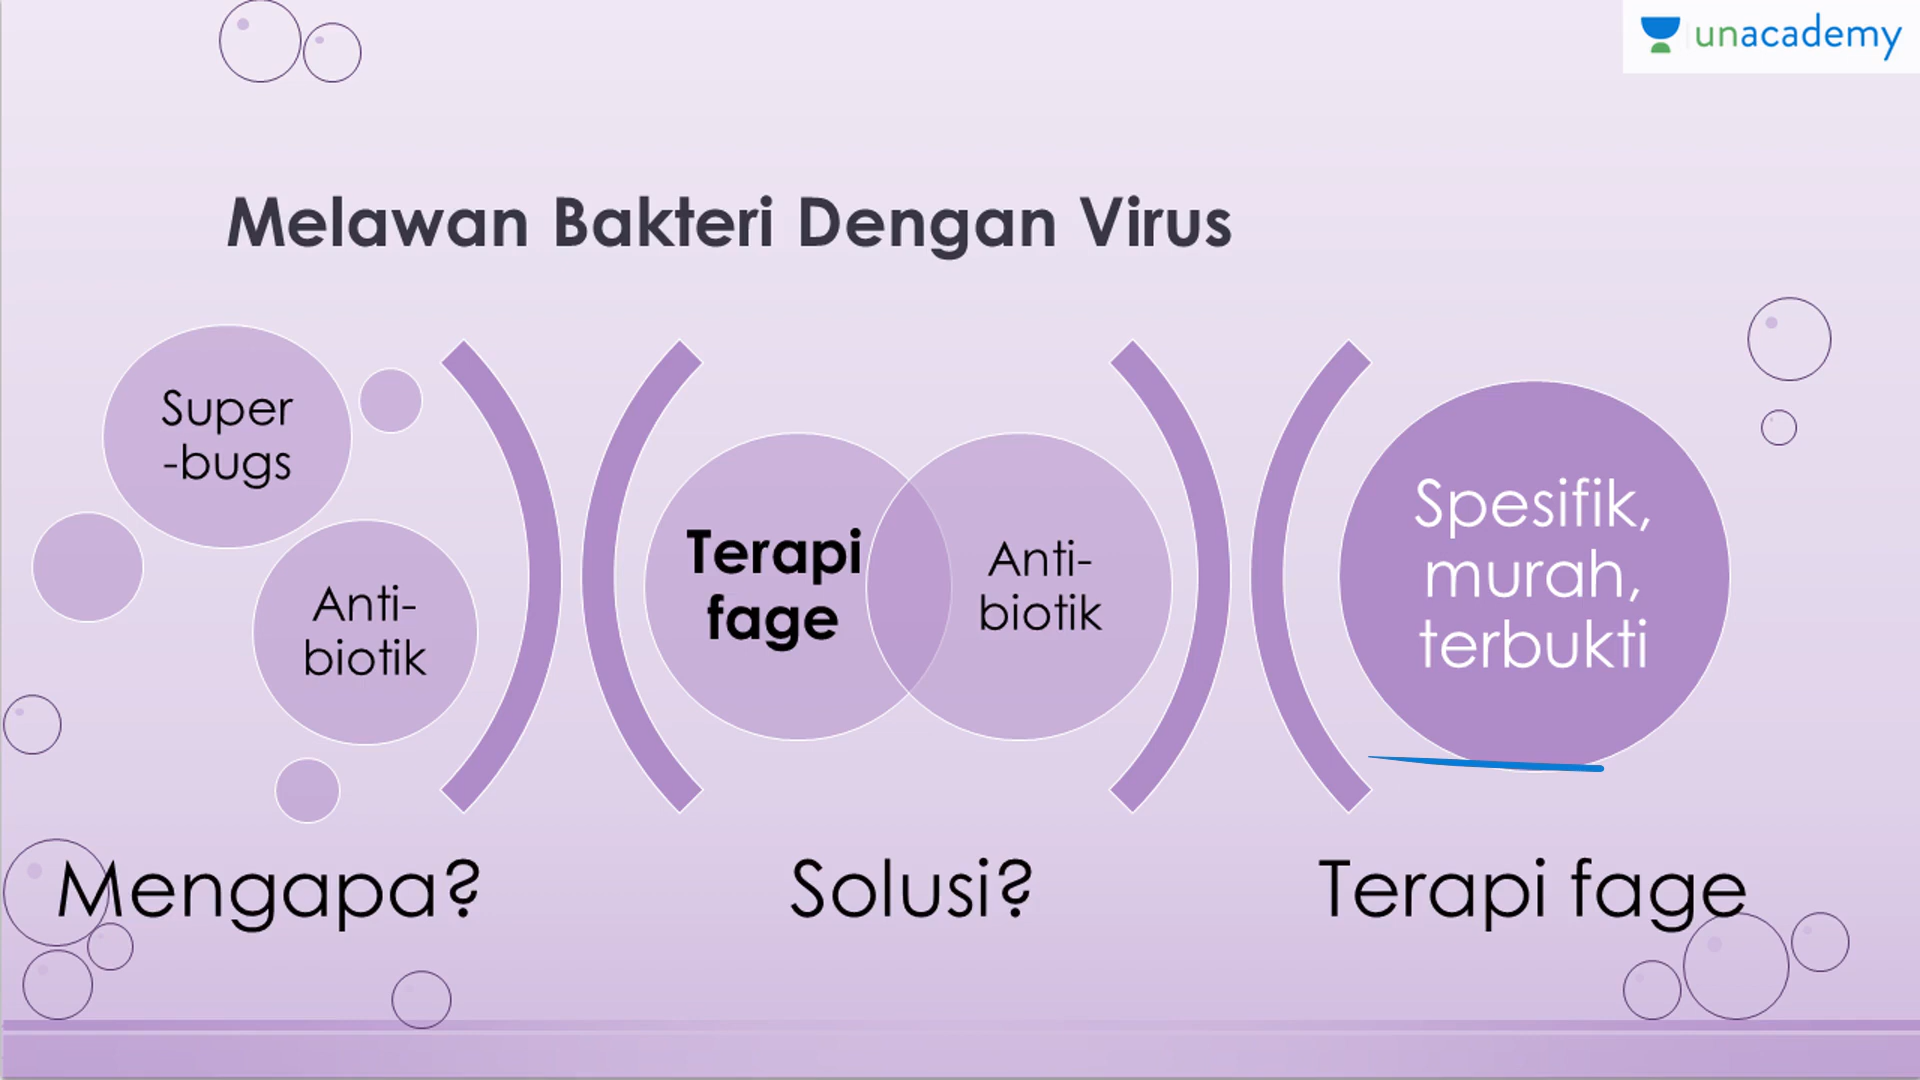 unacademy
Melawan Bakteri Dengan Virus
Super
-bugs
Anti-
biotik
Mengapa?
Terapi
fage
Anti-
biotik
Solusi?
Spesifik,
murah,
terbukti
Terapi fage